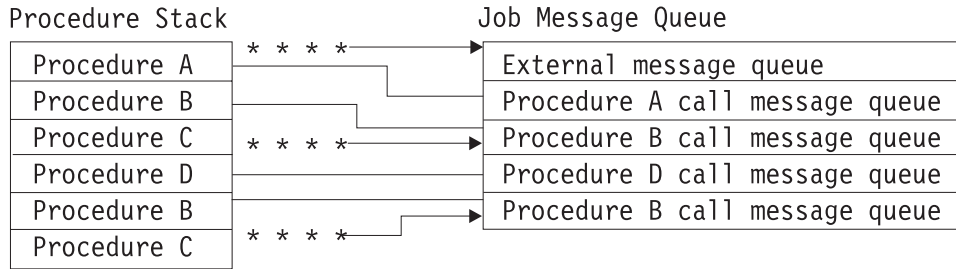 Procedure Stack
Job Message Queue
* * * *
Procedure A
External message queue
Procedure B
Procedure A call message queue
Procedure C
* * * *
Procedure B call message queue
Procedure D
Procedure D call message queue
Procedure B
Procedure B call message queue
Procedure C
* * * *